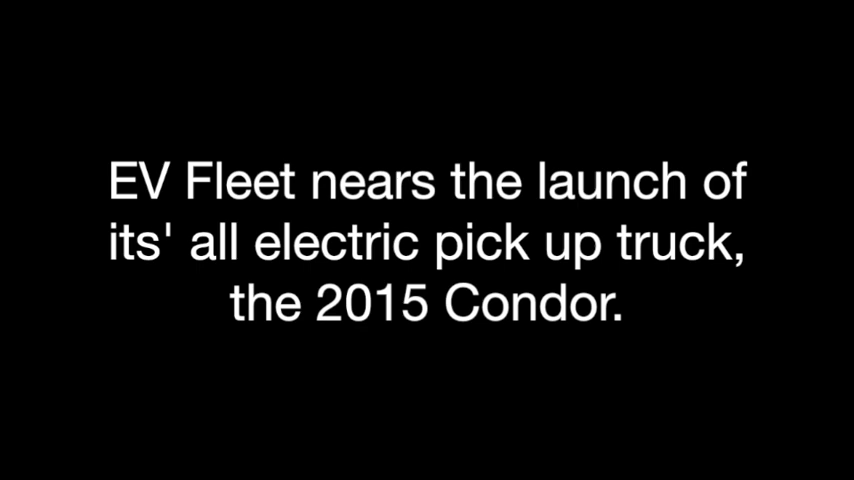 EV Fleet nears the launch of
its' all electric pick up truck,
the 2015 Condor.